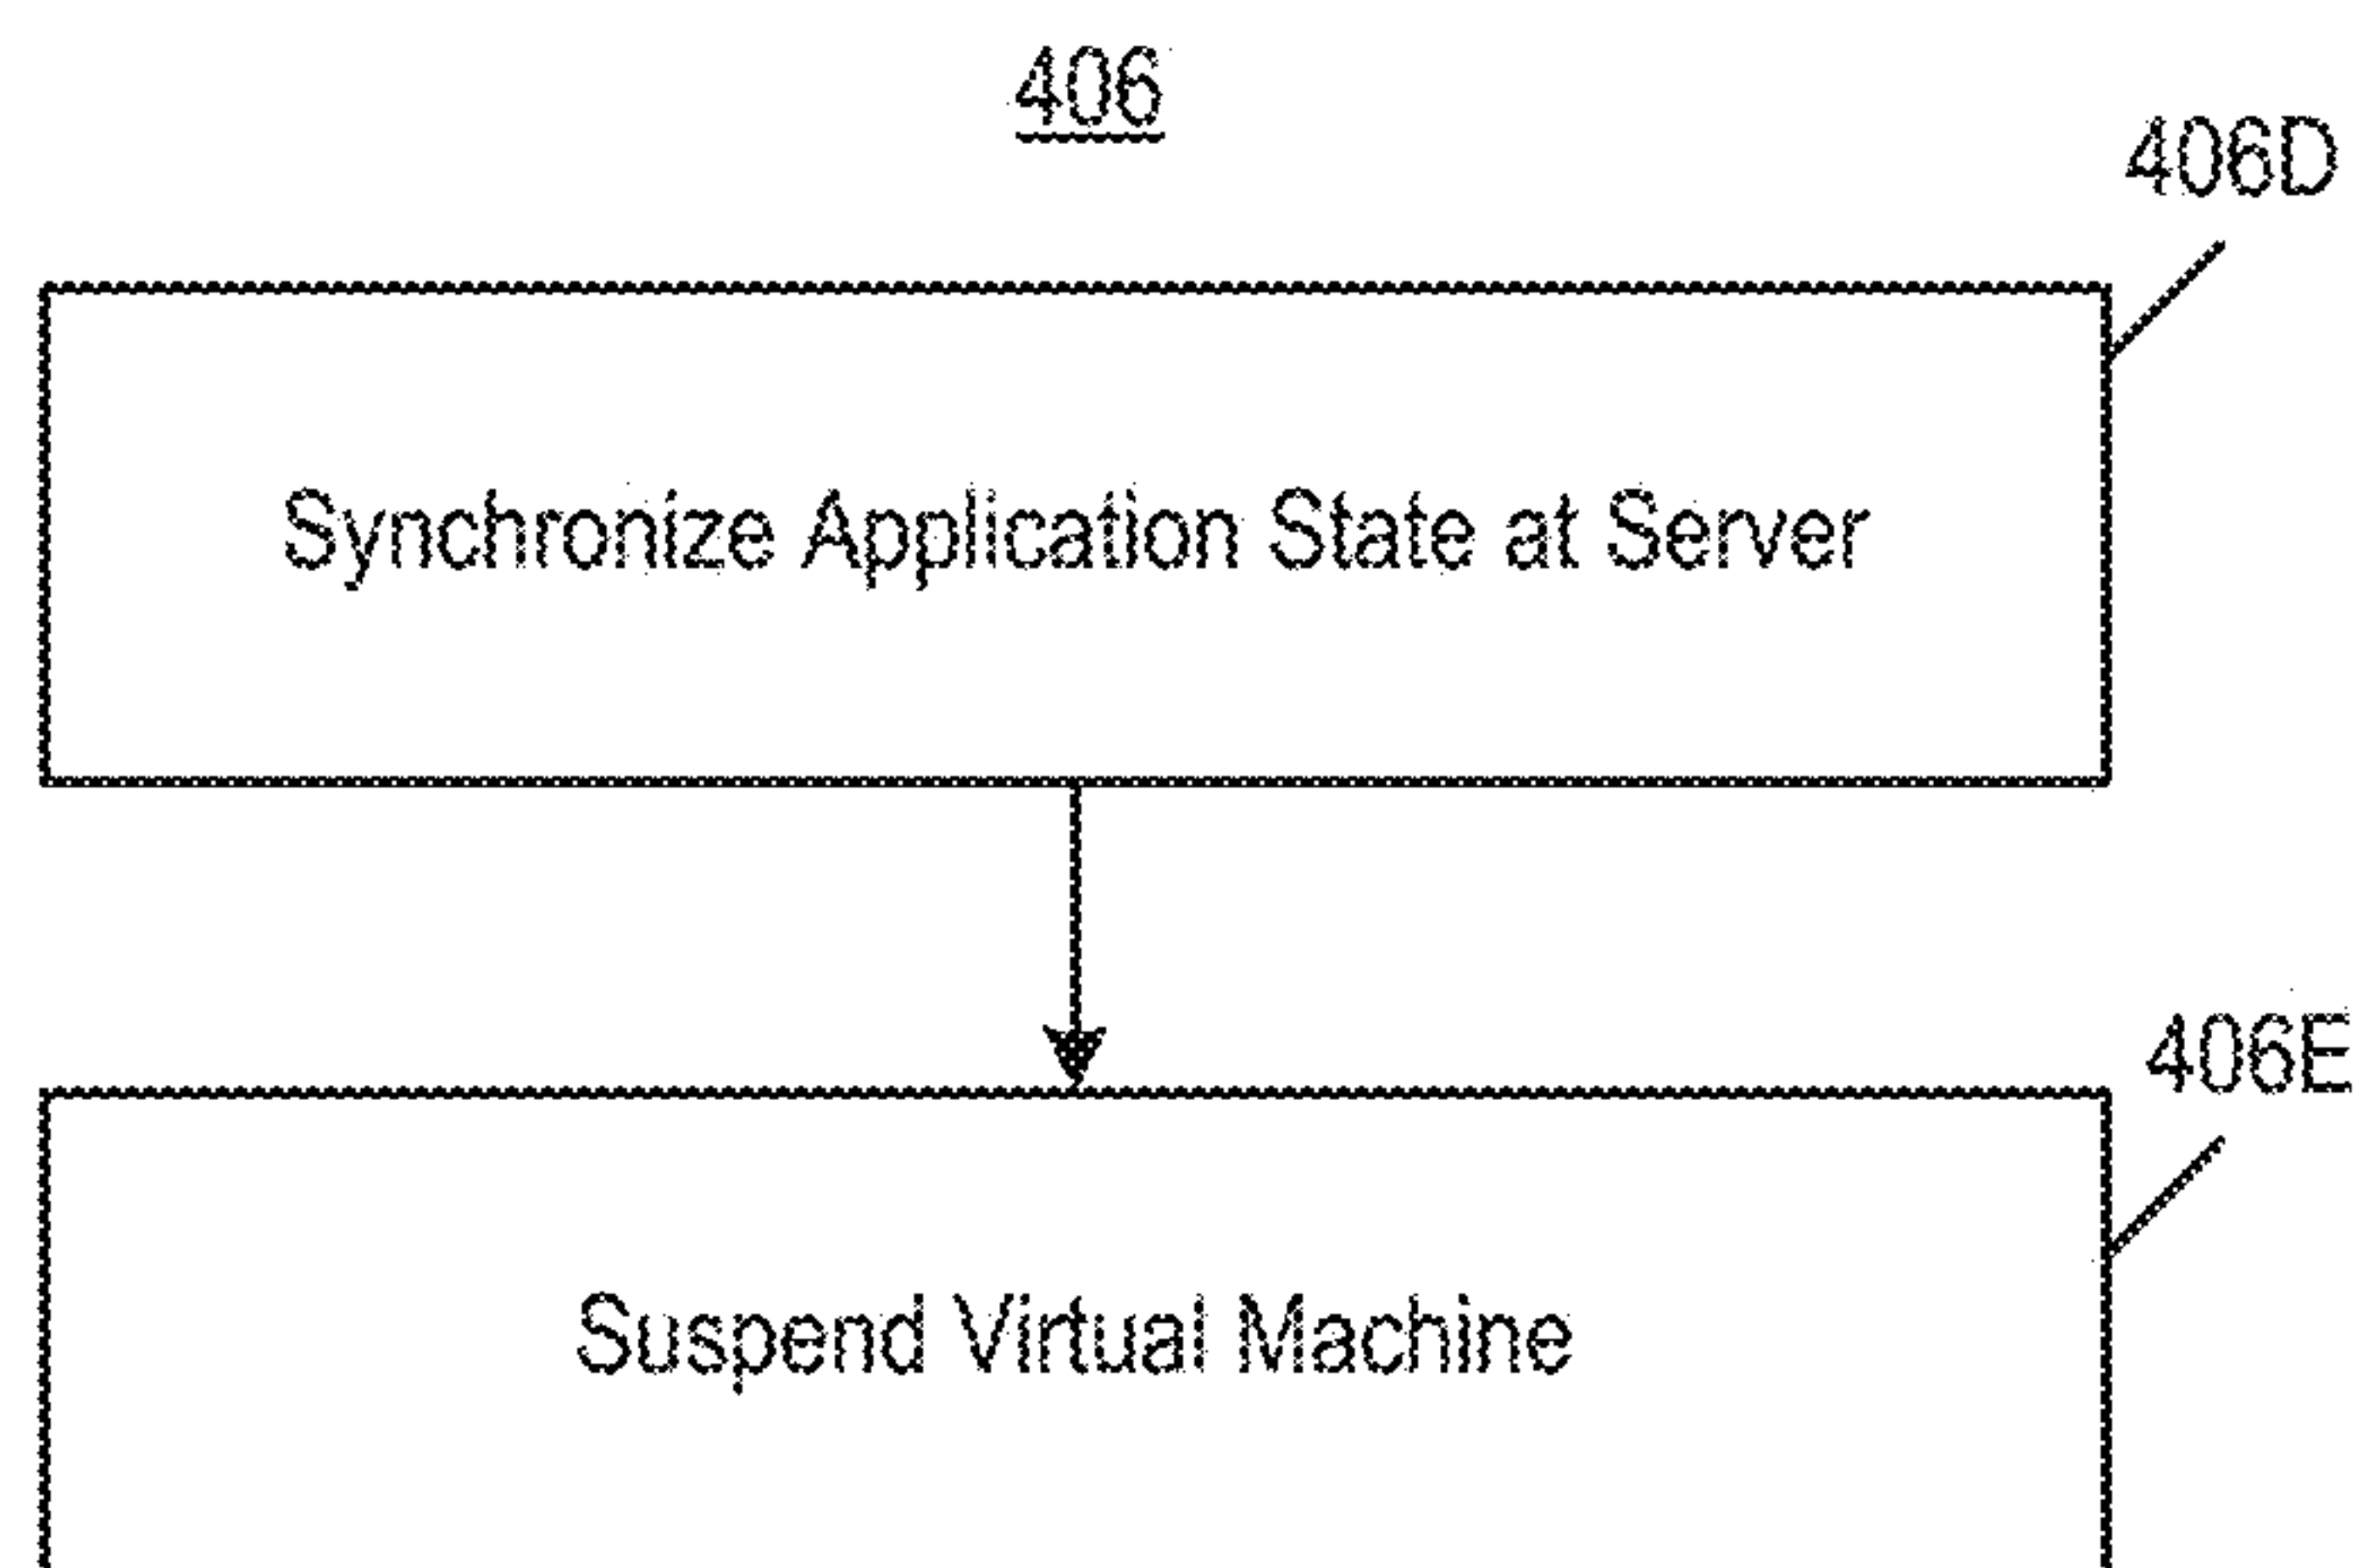 406
406D
Synchronize Application State at Server
406E
Suspend Virtual Machine